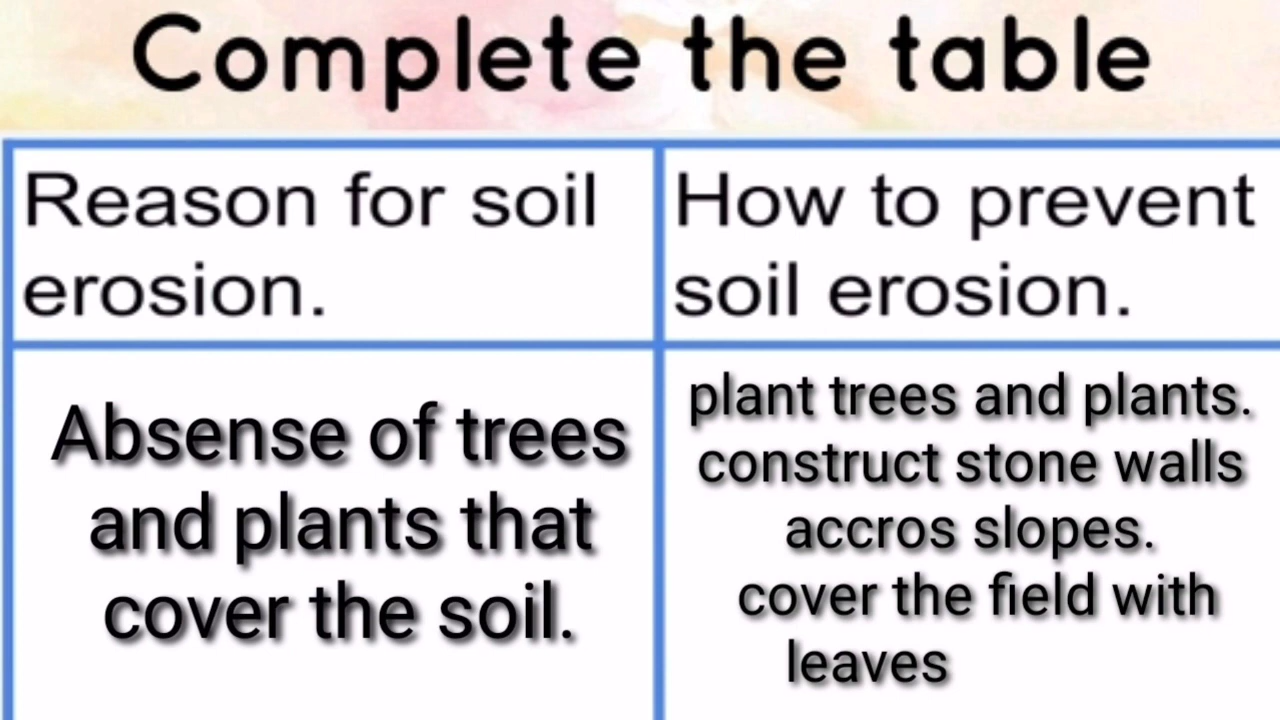 Complete the table
Reason for soil
erosion.
How to prevent
soil erosion.
Absense of trees
and plants that
cover the soil.
plant trees and plants.
construct stone walls
accros slopes.
cover the field with
leaves